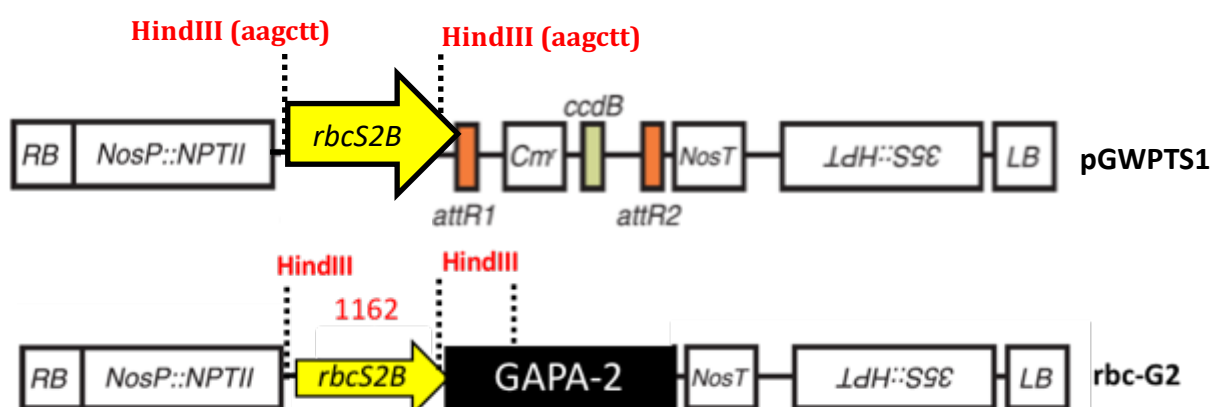 HindIII (aagctt) HindIII (aagctt)
ccdB
RB NosP::NPTII rbcS2B Cmʳ NosT 35S::HPT LB pGWPTS1
attR1 attR2
HindIII HindIII
1162
RB NosP::NPTII rbcS2B GAPA-2 NosT 35S::HPT LB rbc-G2